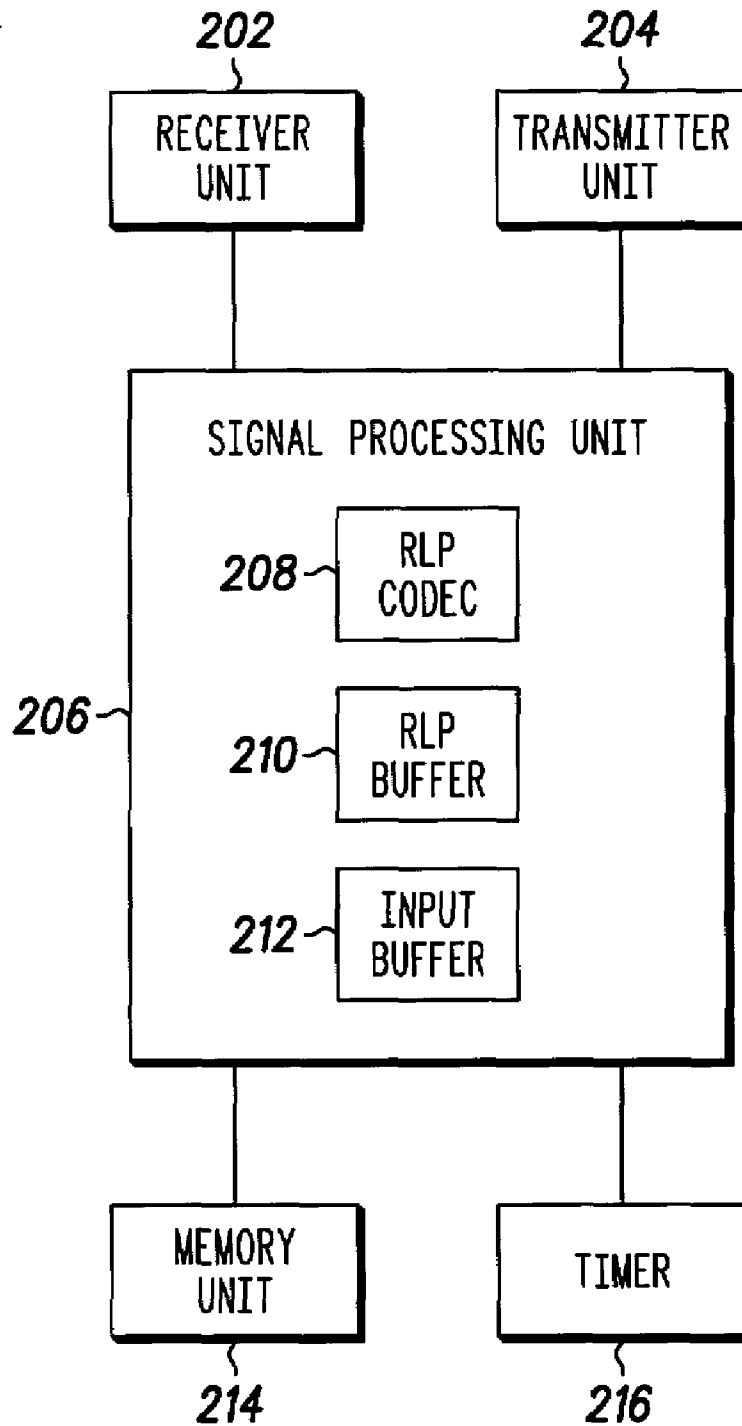 202
204
RECEIVER
UNIT
TRANSMITTER
UNIT
SIGNAL PROCESSING UNIT
208
RLP
CODEC
206
210
RLP
BUFFER
212
INPUT
BUFFER
MEMORY
UNIT
TIMER
214
216